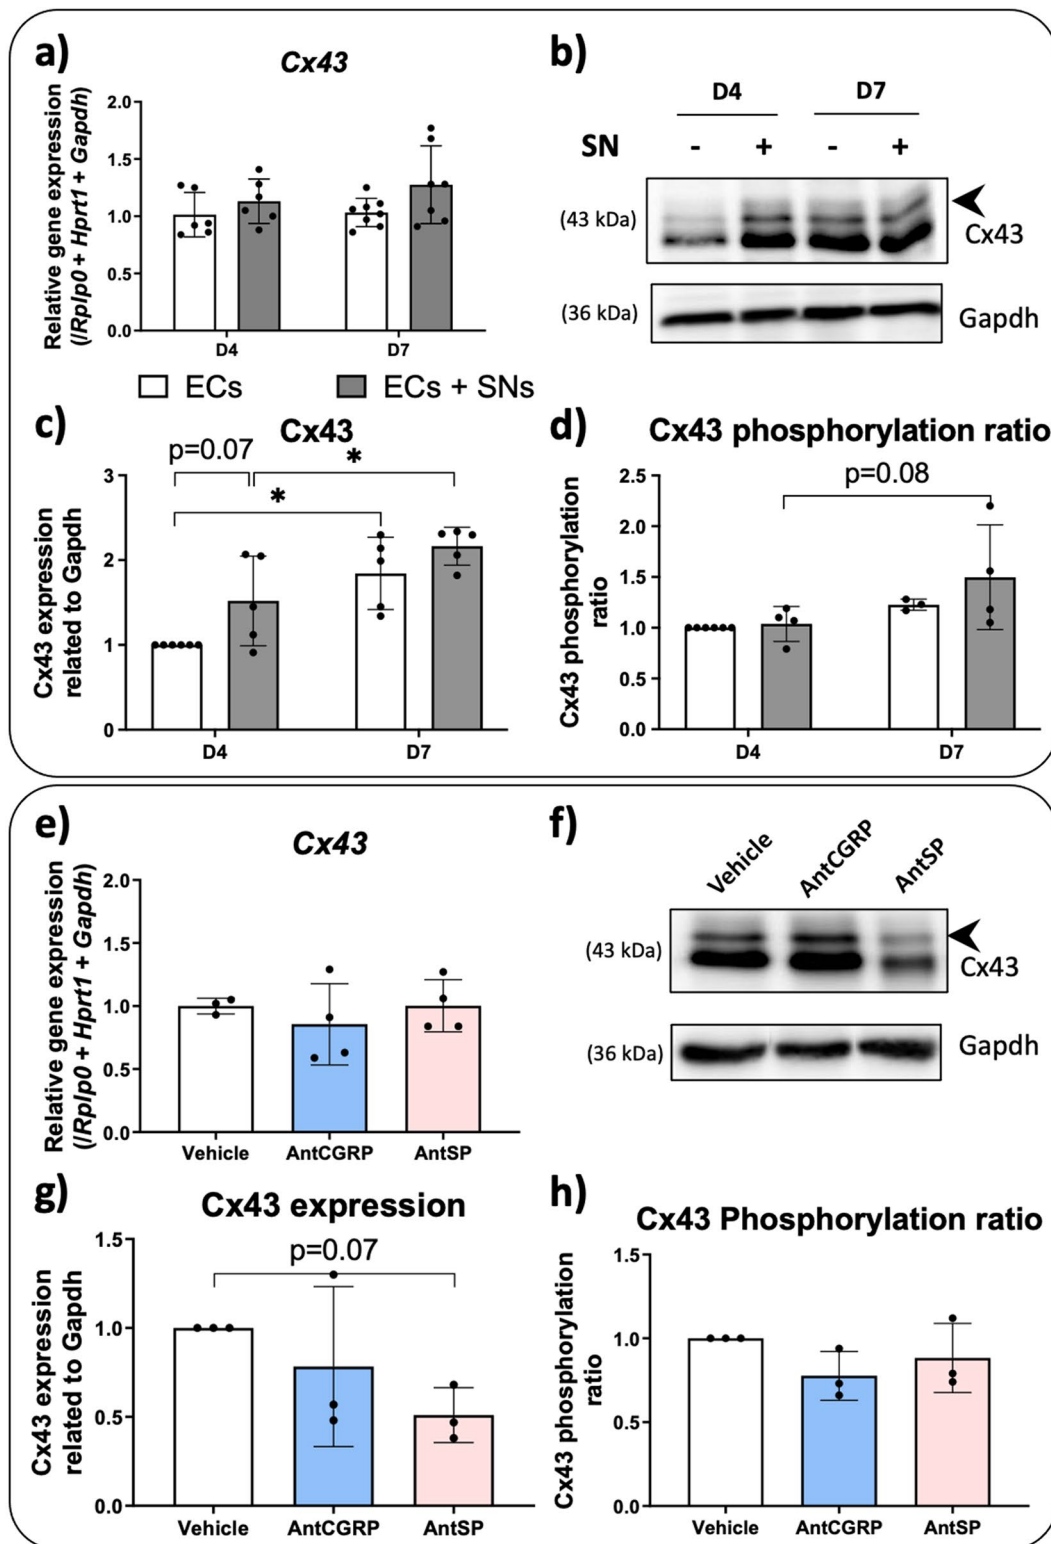 a)
Cx43
Relative gene expression
(/Rplp0 + Hprt1 + Gapdh)
2.0
1.5
1.0
0.5
0.0
D4
D7
b)
D4
D7
SN
-
+
-
+
(43 kDa)
Cx43
(36 kDa)
Gapdh
ECs
ECs + SNs
c)
Cx43
p=0.07
*
*
Cx43 expression
related to Gapdh
3
2
1
0
D4
D7
d)
Cx43 phosphorylation ratio
p=0.08
Cx43 phosphorylation
ratio
2.5
2.0
1.5
1.0
0.5
0.0
D4
D7
e)
Cx43
Relative gene expression
(/Rplp0 + Hprt1 + Gapdh)
2.0
1.5
1.0
0.5
0.0
Vehicle
AntCGRP
AntSP
f)
Vehicle
AntCGRP
AntSP
(43 kDa)
Cx43
(36 kDa)
Gapdh
g)
Cx43 expression
p=0.07
Cx43 expression
related to Gapdh
1.5
1.0
0.5
0.0
Vehicle
AntCGRP
AntSP
h)
Cx43 Phosphorylation ratio
Cx43 phosphorylation
ratio
1.5
1.0
0.5
0.0
Vehicle
AntCGRP
AntSP